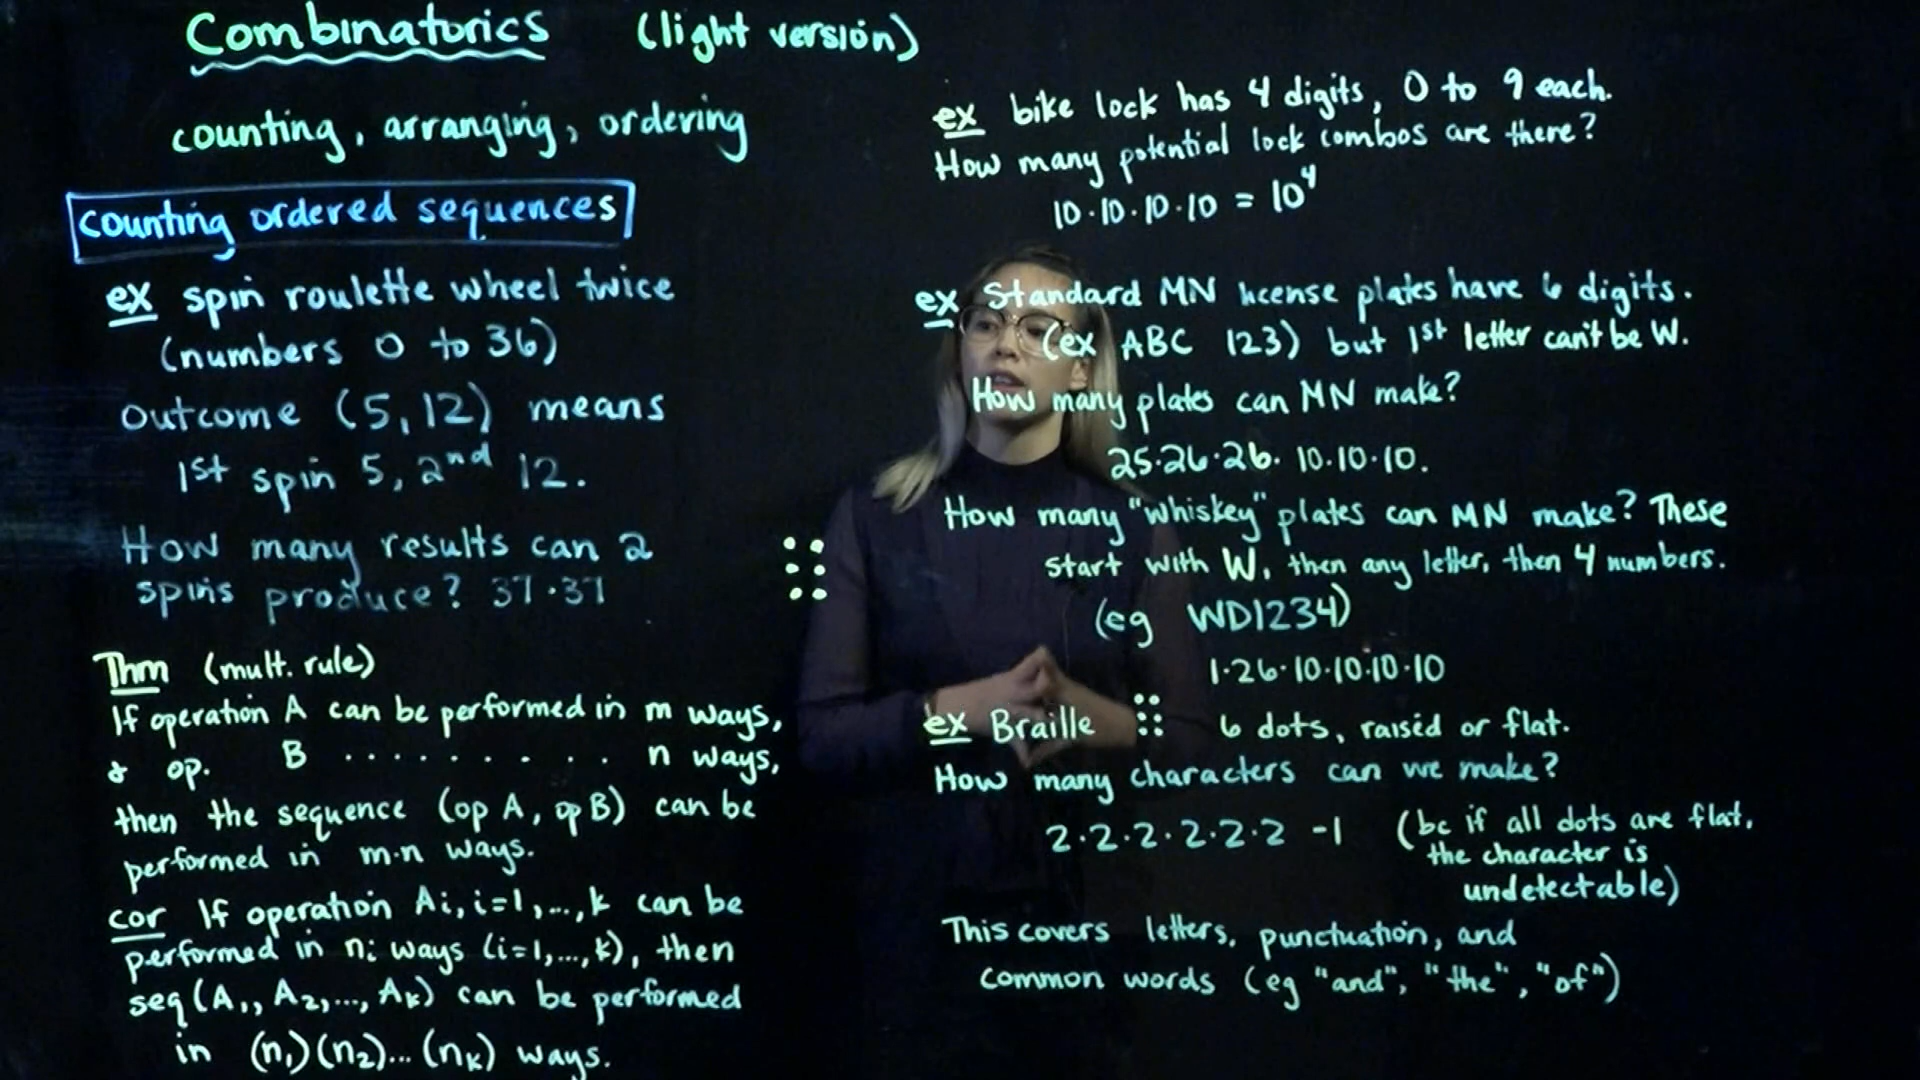 Combinatorics (light version)
counting, arranging, ordering
counting ordered sequences
ex spin roulette wheel twice
(numbers 0 to 36)
outcome (5,12) means
1st spin 5, 2nd 12.
How many results can 2
spins produce? 37·37
Thm (mult. rule)
If operation A can be performed in m ways,
& op. B .......... n ways,
then the sequence (op A, op B) can be
performed in m·n ways.
cor If operation Ai, i=1,...,k can be
performed in ni ways (i=1,...,k), then
seq (A1, A2,..., Ak) can be performed
in (n1)(n2)...(nk) ways.
ex bike lock has 4 digits, 0 to 9 each.
How many potential lock combos are there?
10·10·10·10 = 10⁴
ex Standard MN license plates have 6 digits.
(ex ABC 123) but 1st letter can't be W.
How many plates can MN make?
25·26·26·10·10·10.
How many "whiskey" plates can MN make? These
start with W, then any letter, then 4 numbers.
(eg WD1234)
1·26·10·10·10·10
ex Braille 6 dots, raised or flat.
How many characters can we make?
2·2·2·2·2·2 -1 (bc if all dots are flat,
the character is
undetectable)
This covers letters, punctuation, and
common words (eg "and", "the", "of")